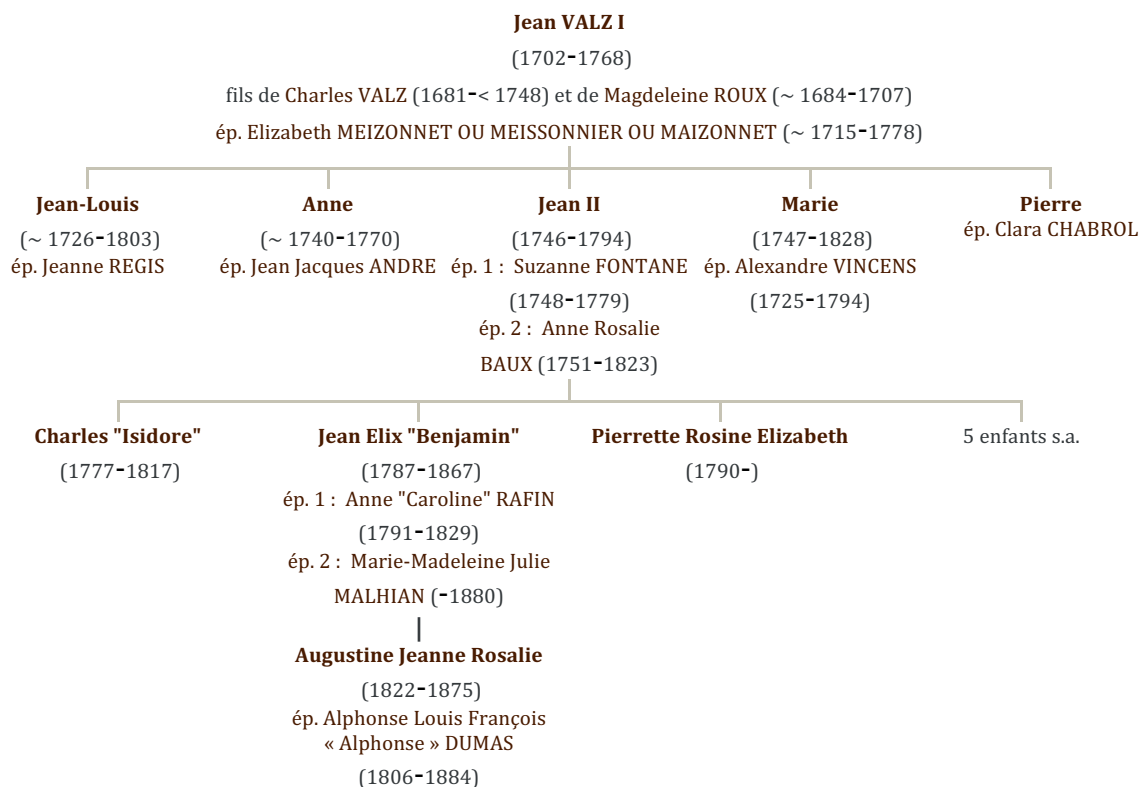 Jean VALZ I
(1702-1768)
fils de Charles VALZ (1681-< 1748) et de Magdeleine ROUX (~ 1684-1707)
ép. Elizabeth MEIZONNET OU MEISSONNIER OU MAIZONNET (~ 1715-1778)
Jean-Louis
(~ 1726-1803)
ép. Jeanne REGIS
Anne
(~ 1740-1770)
ép. Jean Jacques ANDRE
Jean II
(1746-1794)
ép. 1 : Suzanne FONTANE
(1748-1779)
ép. 2 : Anne Rosalie
BAUX (1751-1823)
Marie
(1747-1828)
ép. Alexandre VINCENS
(1725-1794)
Pierre
ép. Clara CHABROL
Charles "Isidore"
(1777-1817)
Jean Elix "Benjamin"
(1787-1867)
ép. 1 : Anne "Caroline" RAFIN
(1791-1829)
ép. 2 : Marie-Madeleine Julie
MALHIAN (-1880)
Pierrette Rosine Elizabeth
(1790-)
5 enfants s.a.
Augustine Jeanne Rosalie
(1822-1875)
ép. Alphonse Louis François
« Alphonse » DUMAS
(1806-1884)